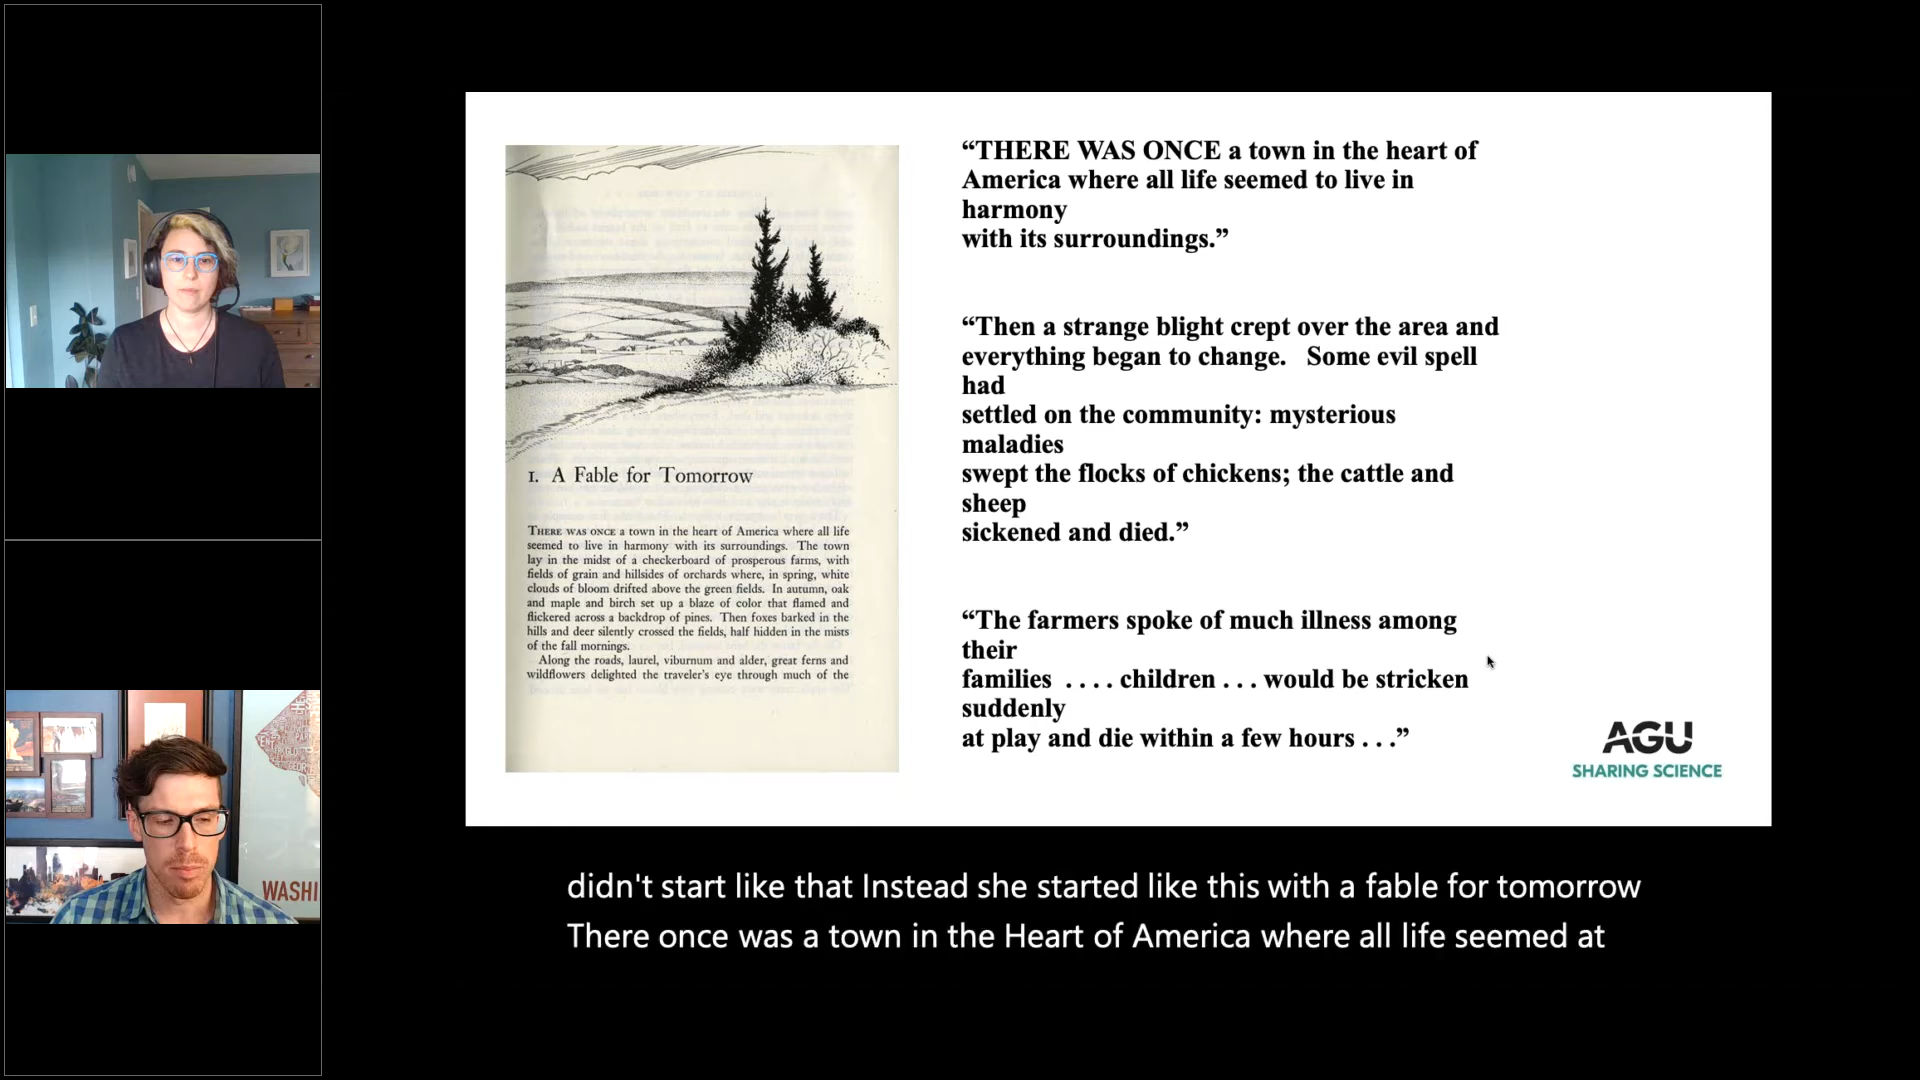 “THERE WAS ONCE a town in the heart of
America where all life seemed to live in
harmony
with its surroundings.”
“Then a strange blight crept over the area and
everything began to change.   Some evil spell
had
settled on the community: mysterious
maladies
swept the flocks of chickens; the cattle and
sheep
sickened and died.”
“The farmers spoke of much illness among
their
families  . . . . children . . . would be stricken
suddenly
at play and die within a few hours . . .”
1. A Fable for Tomorrow
THERE WAS ONCE a town in the heart of America where all life
seemed to live in harmony with its surroundings. The town
lay in the midst of a checkerboard of prosperous farms, with
fields of grain and hillsides of orchards where, in spring, white
clouds of bloom drifted above the green fields. In autumn, oak
and maple and birch set up a blaze of color that flamed and
flickered across a backdrop of pines. Then foxes barked in the
hills and deer silently crossed the fields, half hidden in the mists
of the fall mornings.
Along the roads, laurel, viburnum and alder, great ferns and
wildflowers delighted the traveler's eye through much of the
AGU
SHARING SCIENCE
WASHI
didn't start like that Instead she started like this with a fable for tomorrow
There once was a town in the Heart of America where all life seemed at